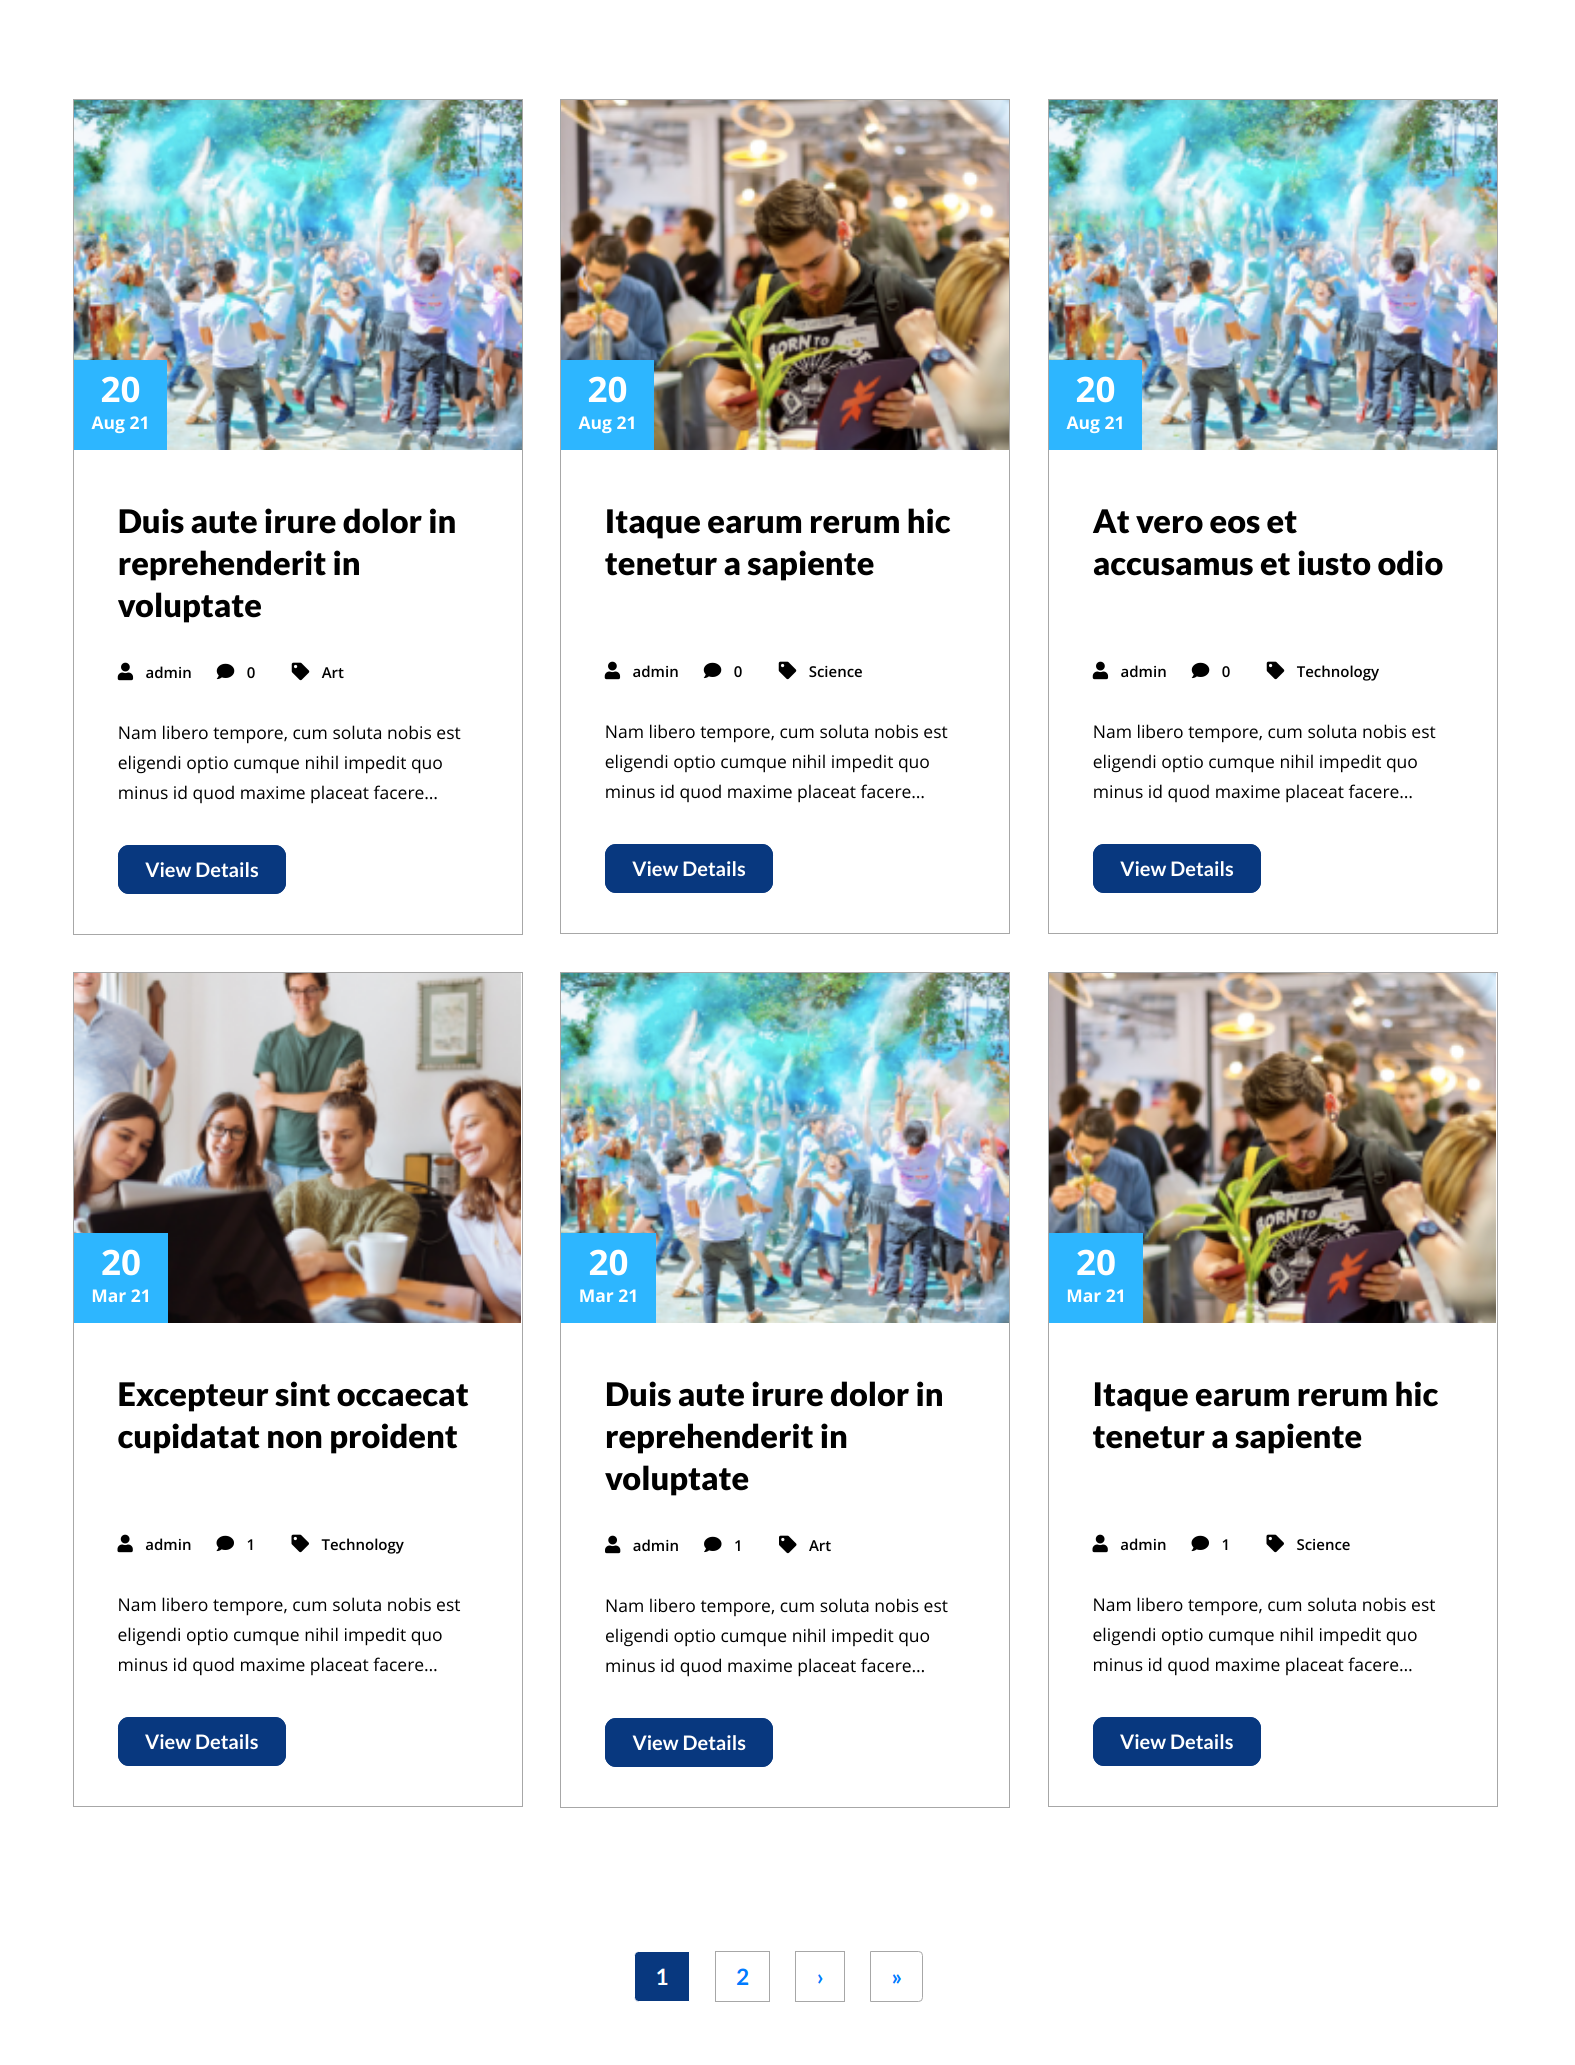 20
Aug 21
Duis aute irure dolor in
reprehenderit in
voluptate
admin 0 Art
Nam libero tempore, cum soluta nobis est
eligendi optio cumque nihil impedit quo
minus id quod maxime placeat facere...
View Details
BORN TO
20
Aug 21
Itaque earum rerum hic
tenetur a sapiente
admin 0 Science
Nam libero tempore, cum soluta nobis est
eligendi optio cumque nihil impedit quo
minus id quod maxime placeat facere...
View Details
20
Aug 21
At vero eos et
accusamus et iusto odio
admin 0 Technology
Nam libero tempore, cum soluta nobis est
eligendi optio cumque nihil impedit quo
minus id quod maxime placeat facere...
View Details
20
Mar 21
Excepteur sint occaecat
cupidatat non proident
admin 1 Technology
Nam libero tempore, cum soluta nobis est
eligendi optio cumque nihil impedit quo
minus id quod maxime placeat facere...
View Details
20
Mar 21
Duis aute irure dolor in
reprehenderit in
voluptate
admin 1 Art
Nam libero tempore, cum soluta nobis est
eligendi optio cumque nihil impedit quo
minus id quod maxime placeat facere...
View Details
BORN TO
20
Mar 21
Itaque earum rerum hic
tenetur a sapiente
admin 1 Science
Nam libero tempore, cum soluta nobis est
eligendi optio cumque nihil impedit quo
minus id quod maxime placeat facere...
View Details
1 2 › »